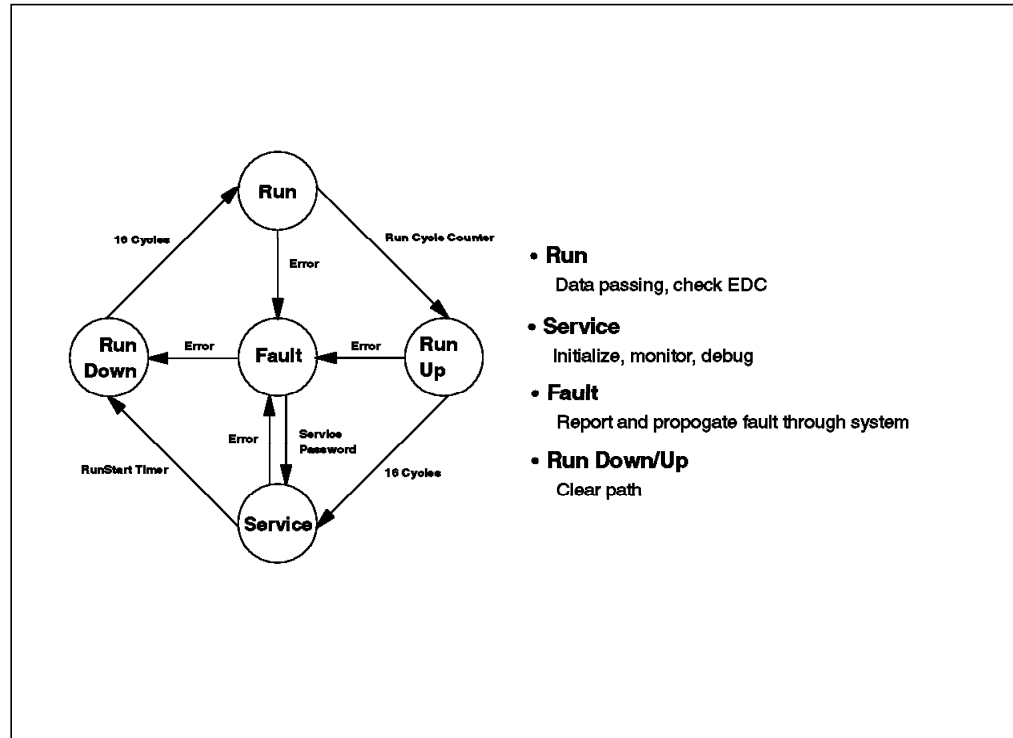 Run
16 Cycles
Run Cycle Counter
Error
Run
Down
Error
Fault
Error
Run
Up
Error
Service
Password
RunStart Timer
16 Cycles
Service
• Run
Data passing, check EDC
• Service
Initialize, monitor, debug
• Fault
Report and propogate fault through system
• Run Down/Up
Clear path